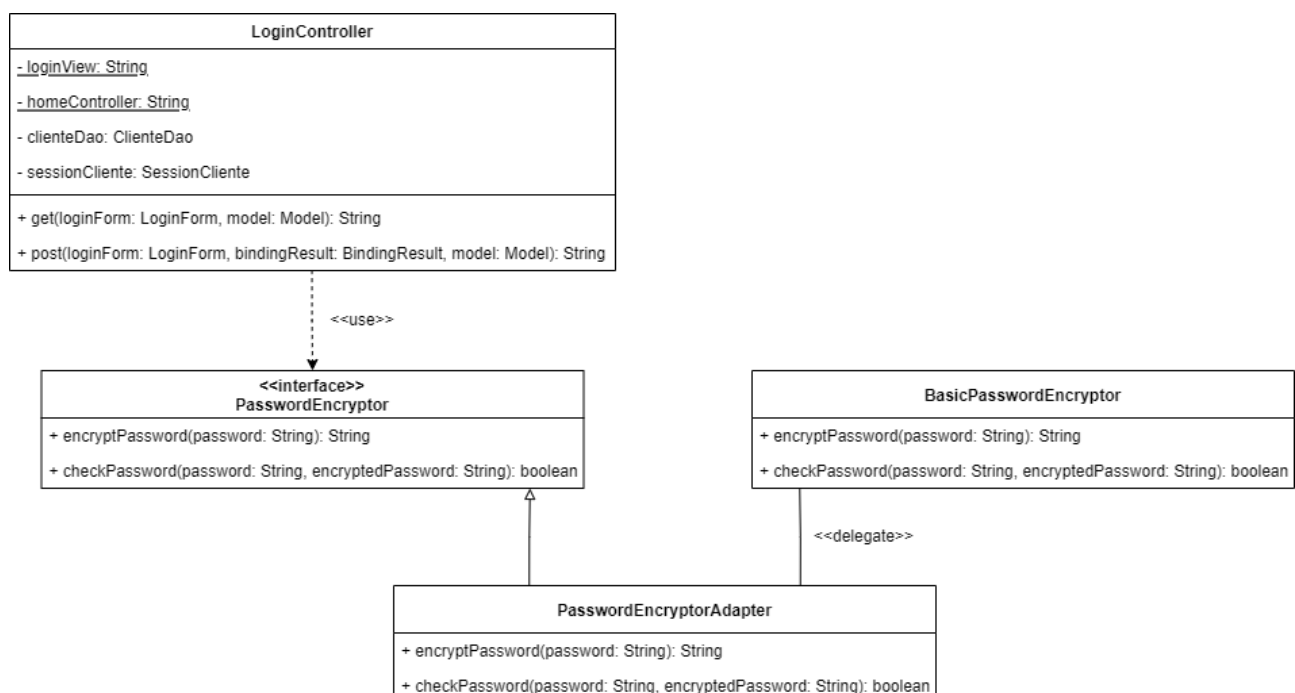 LoginController
- loginView: String
- homeController: String
- clienteDao: ClienteDao
- sessionCliente: SessionCliente
+ get(loginForm: LoginForm, model: Model): String
+ post(loginForm: LoginForm, bindingResult: BindingResult, model: Model): String
<<use>>
<<interface>>
PasswordEncryptor
+ encryptPassword(password: String): String
+ checkPassword(password: String, encryptedPassword: String): boolean
BasicPasswordEncryptor
+ encryptPassword(password: String): String
+ checkPassword(password: String, encryptedPassword: String): boolean
<<delegate>>
PasswordEncryptorAdapter
+ encryptPassword(password: String): String
+ checkPassword(password: String, encryptedPassword: String): boolean